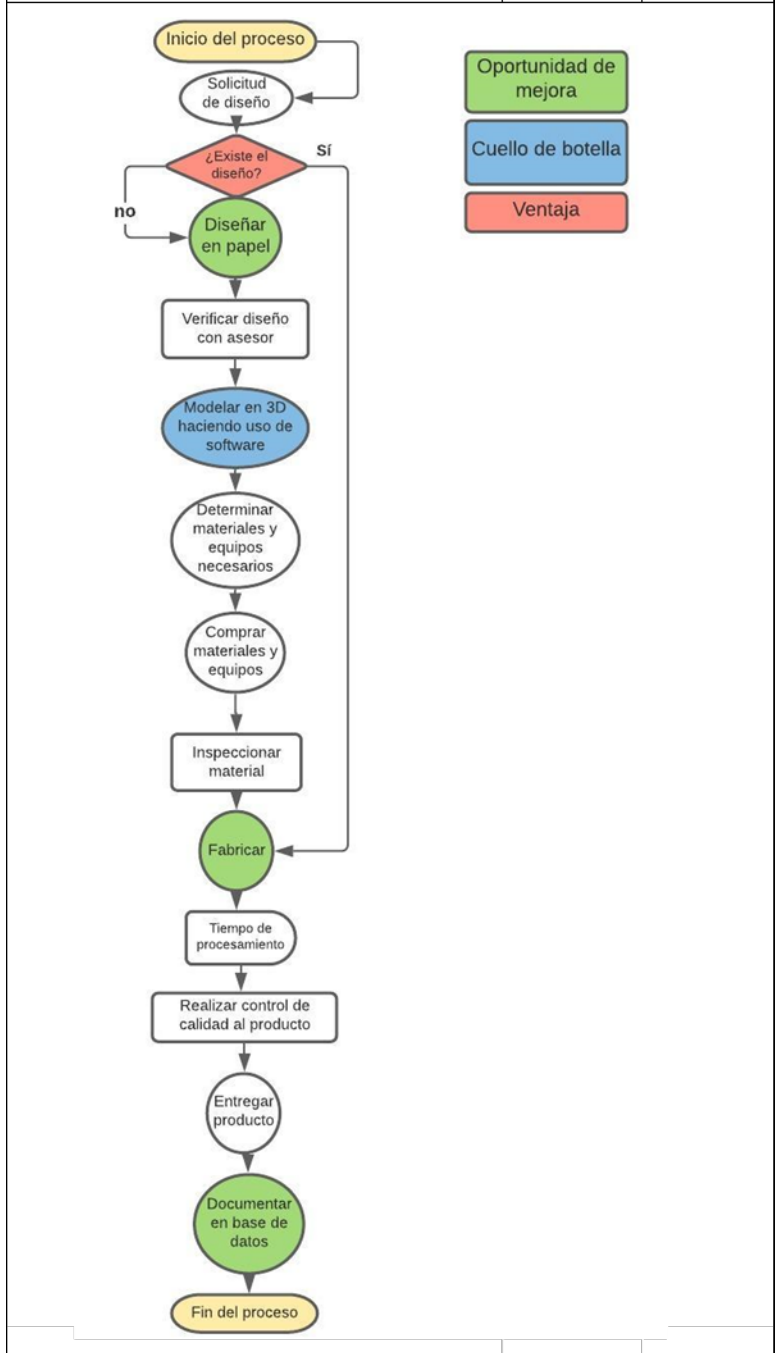 Inicio del proceso
Solicitud
de diseño
¿Existe el
diseño?
Sí
no
Diseñar
en papel
Verificar diseño
con asesor
Modelar en 3D
haciendo uso de
software
Determinar
materiales y
equipos
necesarios
Comprar
materiales y
equipos
Inspeccionar
material
Fabricar
Tiempo de
procesamiento
Realizar control de
calidad al producto
Entregar
producto
Documentar
en base de
datos
Fin del proceso
Oportunidad de
mejora
Cuello de botella
Ventaja